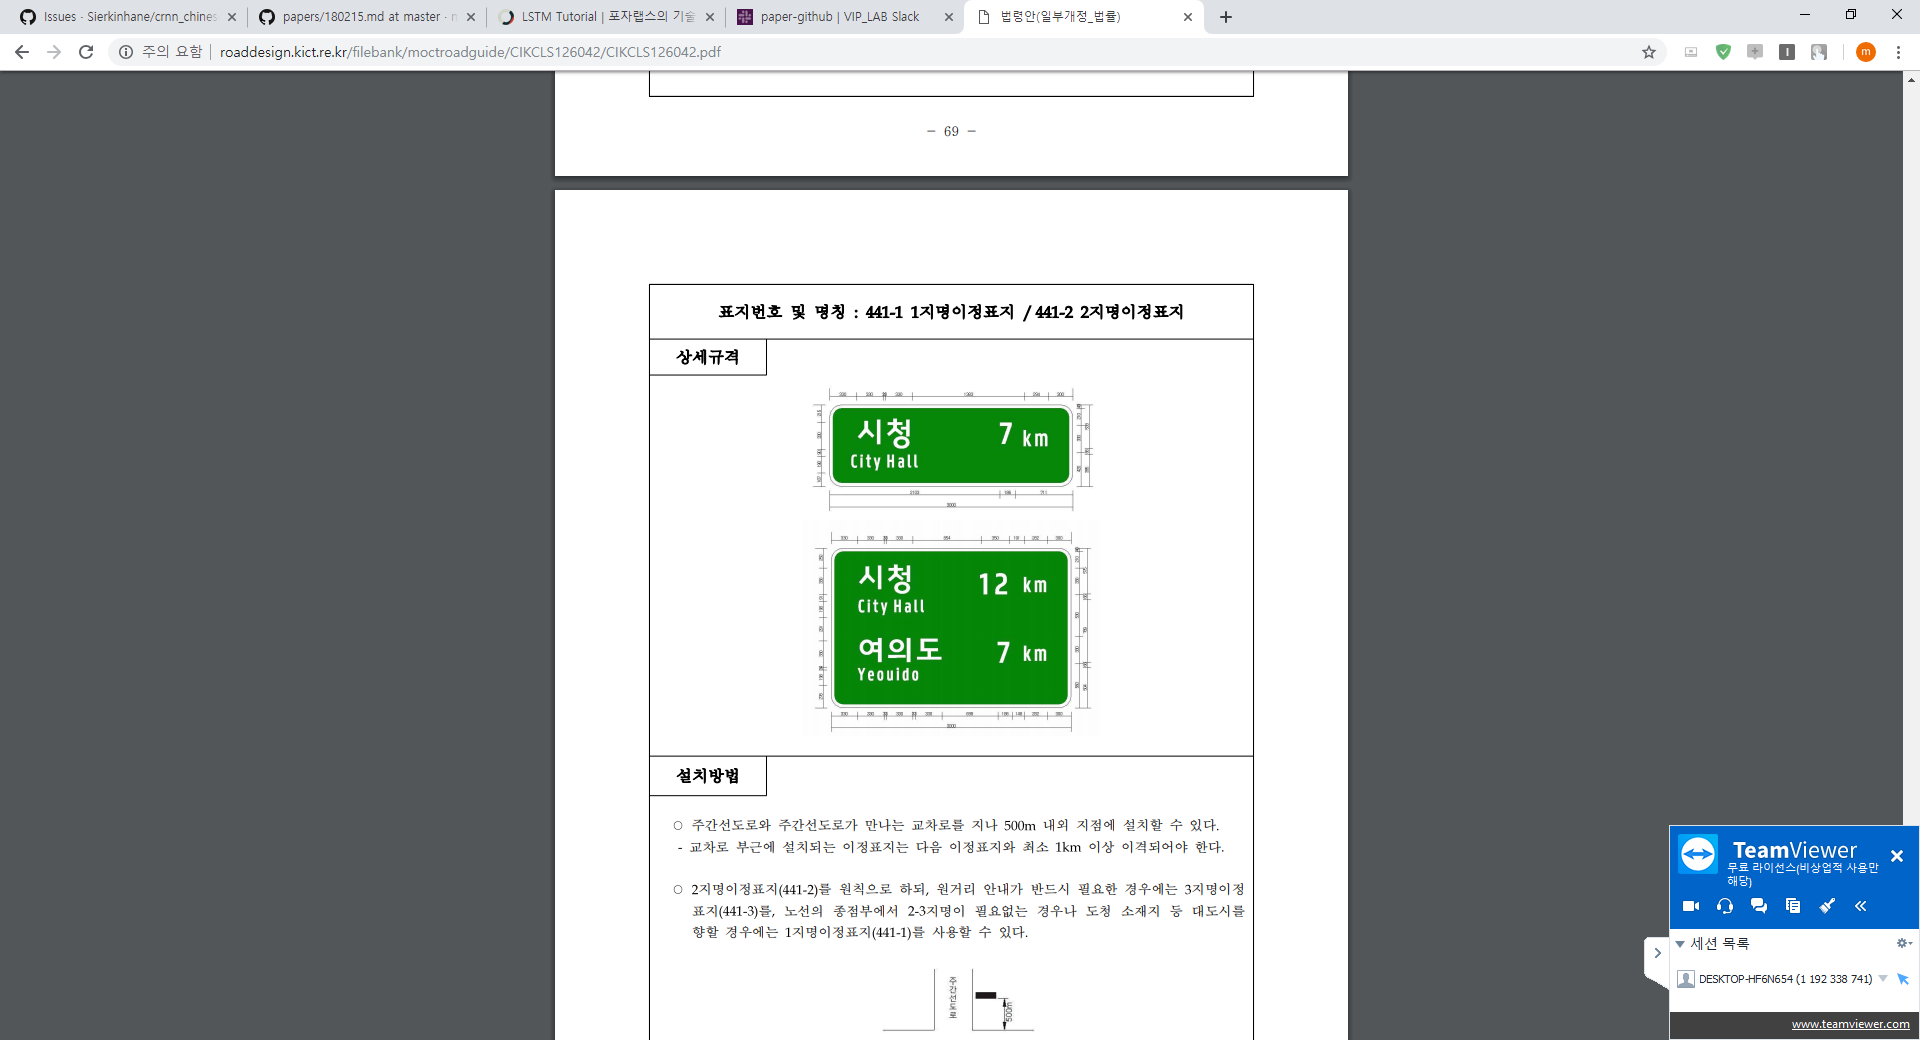 Issues · Sierkinhane/crnn_chines
papers/180215.md at master · m
LSTM Tutorial | 포자랩스의 기술
paper-github | VIP_LAB Slack
법령안(일부개정_법률)
주의 요함
roaddesign.kict.re.kr/filebank/moctroadguide/CIKCLS126042/CIKCLS126042.pdf
m
- 69 -
표지번호 및 명칭 : 441-1 1지명이정표지 / 441-2 2지명이정표지
상세규격
시청 7 km
City Hall
3000
시청 12 km
City Hall
여의도 7 km
Yeouido
3000
설치방법
○ 주간선도로와 주간선도로가 만나는 교차로를 지나 500m 내외 지점에 설치할 수 있다.
- 교차로 부근에 설치되는 이정표지는 다음 이정표지와 최소 1km 이상 이격되어야 한다.
○ 2지명이정표지(441-2)를 원칙으로 하되, 원거리 안내가 반드시 필요한 경우에는 3지명이정
표지(441-3)를, 노선의 종점부에서 2-3지명이 필요없는 경우나 도청 소재지 등 대도시를
향할 경우에는 1지명이정표지(441-1)를 사용할 수 있다.
주간선도로
500m
TeamViewer
무료 라이선스(비상업적 사용만
해당)
세션 목록
DESKTOP-HF6N654 (1 192 338 741)
www.teamviewer.com